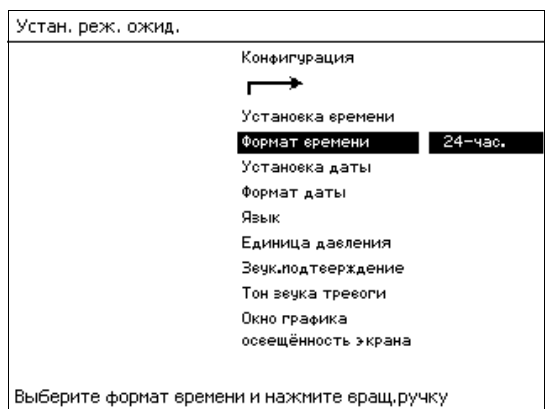 Устан. реж. ожид.
Конфигурация
Установка времени
Формат времени 24-час.
Установка даты
Формат даты
Язык
Единица давления
Звук.подтверждение
Тон звука тревоги
Окно графика
освещённость экрана
Выберите формат времени и нажмите вращ.ручку